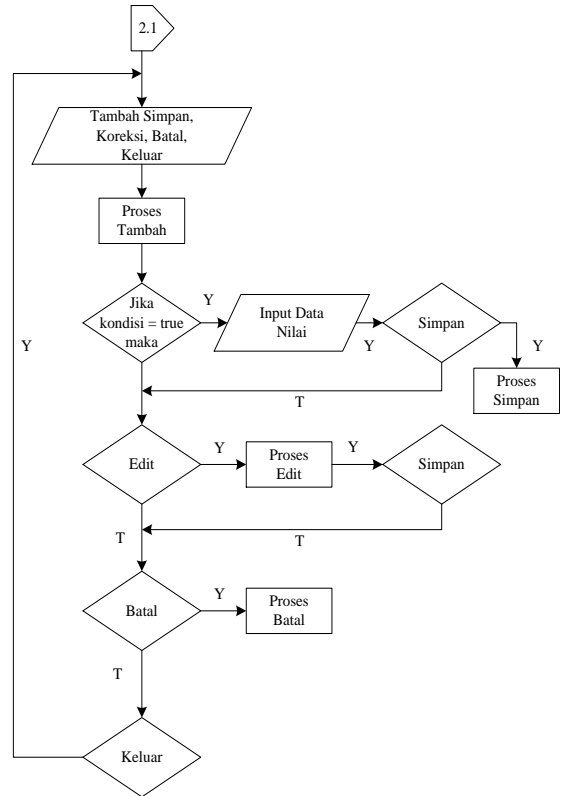 2.1
Tambah Simpan,
Koreksi, Batal,
Keluar
Proses
Tambah
Jika
kondisi = true
maka
Y
Input Data
Nilai
Y
Simpan
Y
Proses
Simpan
T
Y
Edit
Y
Proses
Edit
Y
Simpan
T
T
Batal
Y
Proses
Batal
T
Keluar